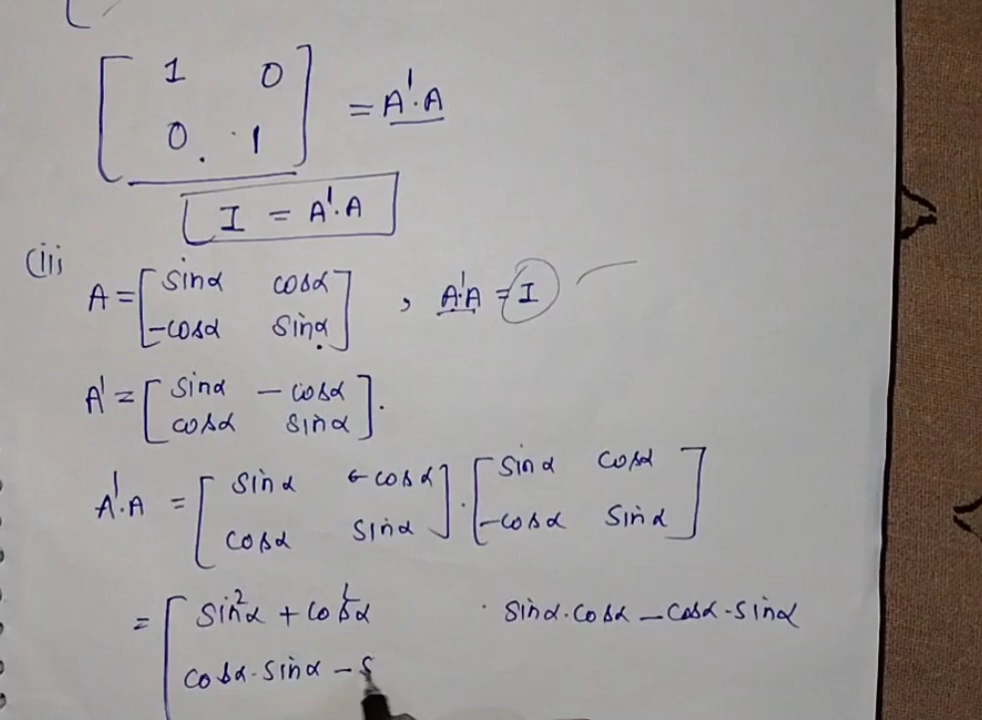 1 0
0 . 1
= A'.A
I = A'.A
(ii)
A = [ sinα cosα
-cosα sinα ] , A'A = I
A' = [ sinα - cosα
cosα sinα ].
A'.A = [ sinα - cosα
cosα sinα ] . [ sinα cosα
-cosα sinα ]
= [ sin²α + cos²α sinα.cosα - cosα.sinα
cosα.sinα - s